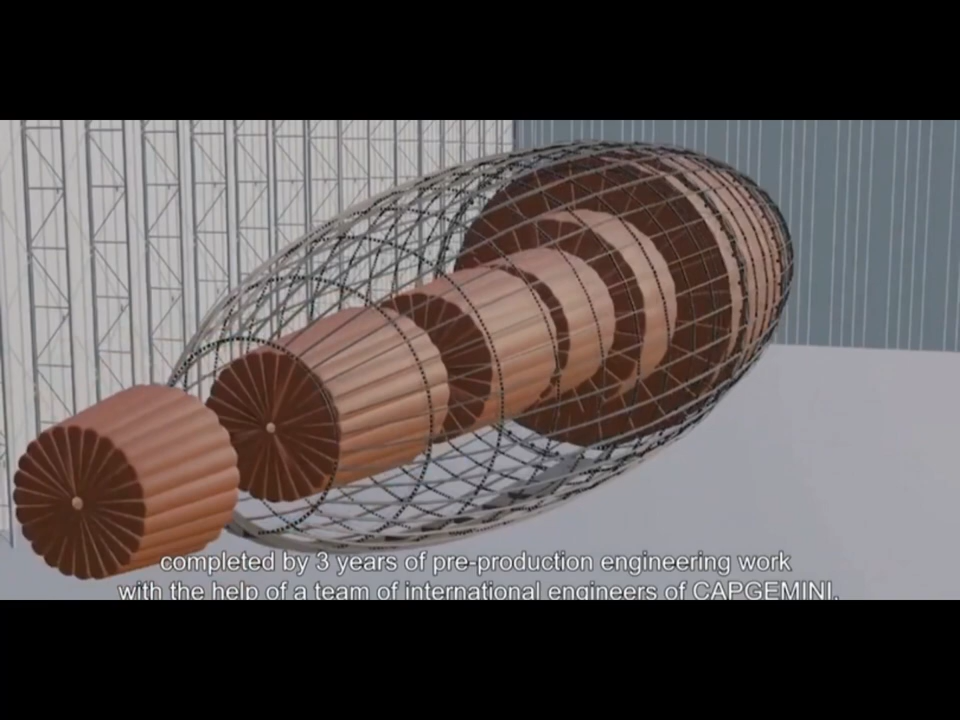 completed by 3 years of pre-production engineering work
with the help of a team of international engineers of CAPGEMINI.